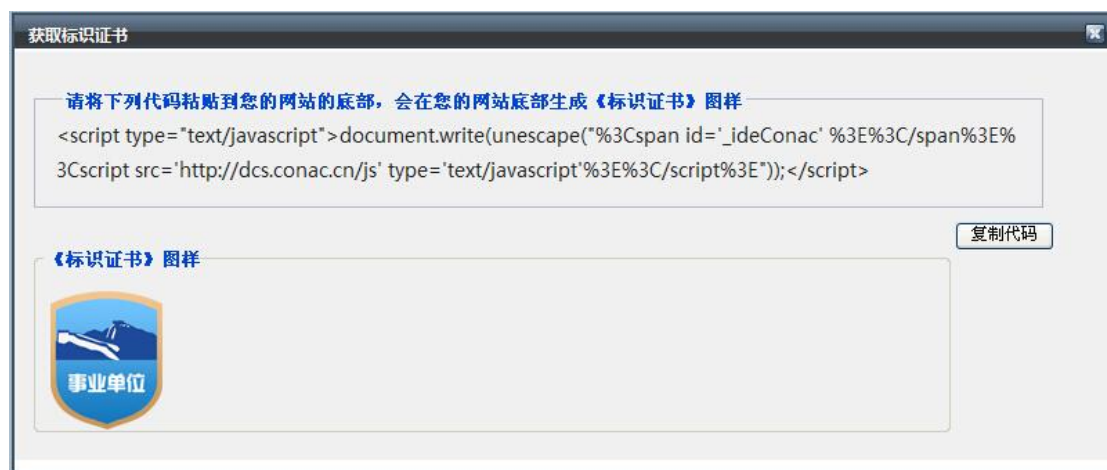 获取标识证书
请将下列代码粘贴到您的网站的底部，会在您的网站底部生成《标识证书》图样
<script type="text/javascript">document.write(unescape("%3Cspan id='_ideConac' %3E%3C/span%3E%
3Cscript src='http://dcs.conac.cn/js' type='text/javascript'%3E%3C/script%3E"));</script>
复制代码
《标识证书》图样
事业单位